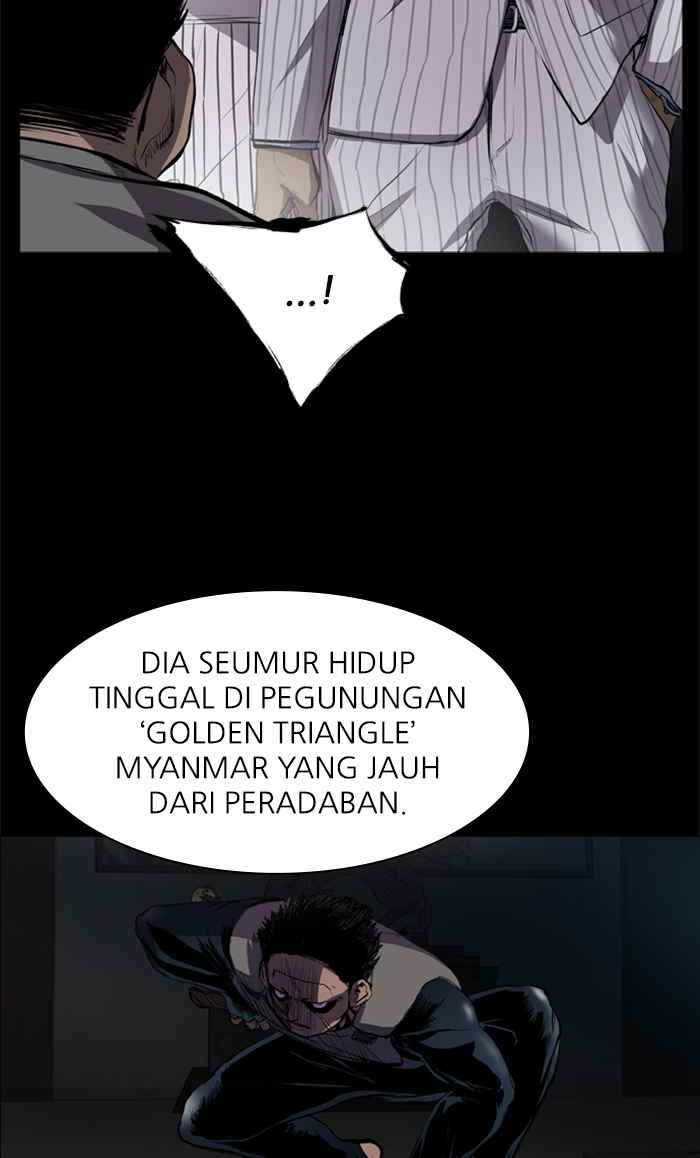 ...!
DIA SEUMUR HIDUP
TINGGAL DI PEGUNUNGAN
‘GOLDEN TRIANGLE’
MYANMAR YANG JAUH
DARI PERADABAN.